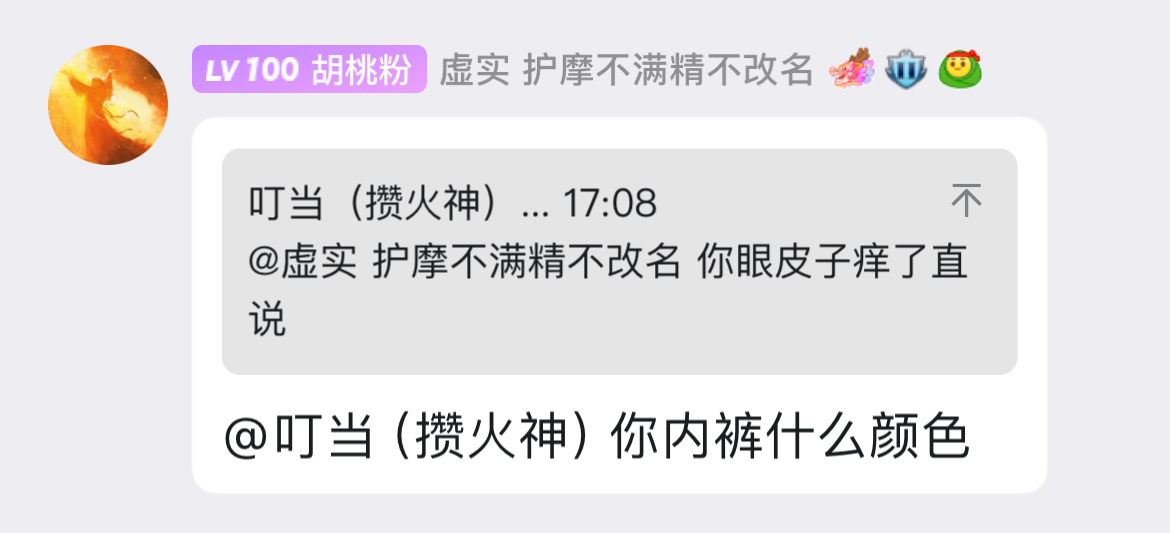 LV 100 胡桃粉 虚实 护摩不满精不改名
叮当（攒火神）... 17:08
@虚实 护摩不满精不改名 你眼皮子痒了直
说
@叮当（攒火神）你内裤什么颜色